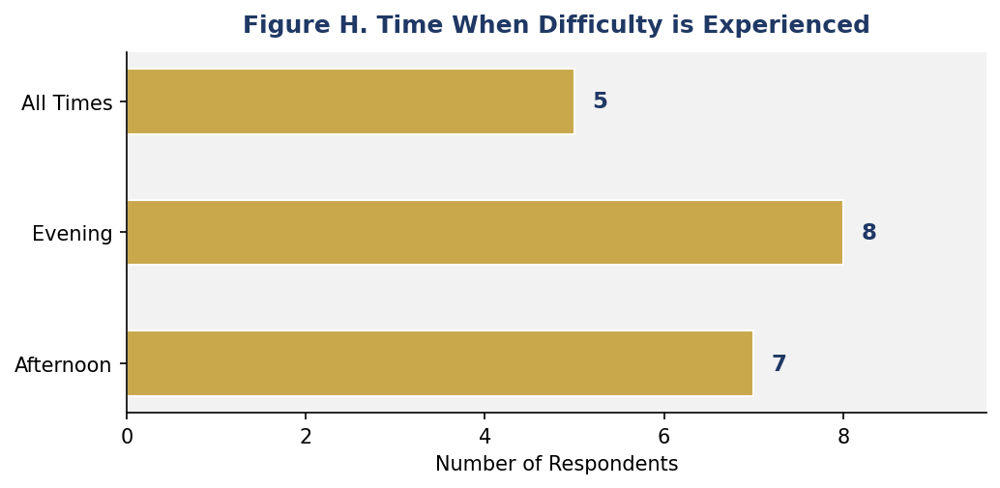 Figure H. Time When Difficulty is Experienced
All Times
5
Evening
8
Afternoon
7
0 2 4 6 8
Number of Respondents